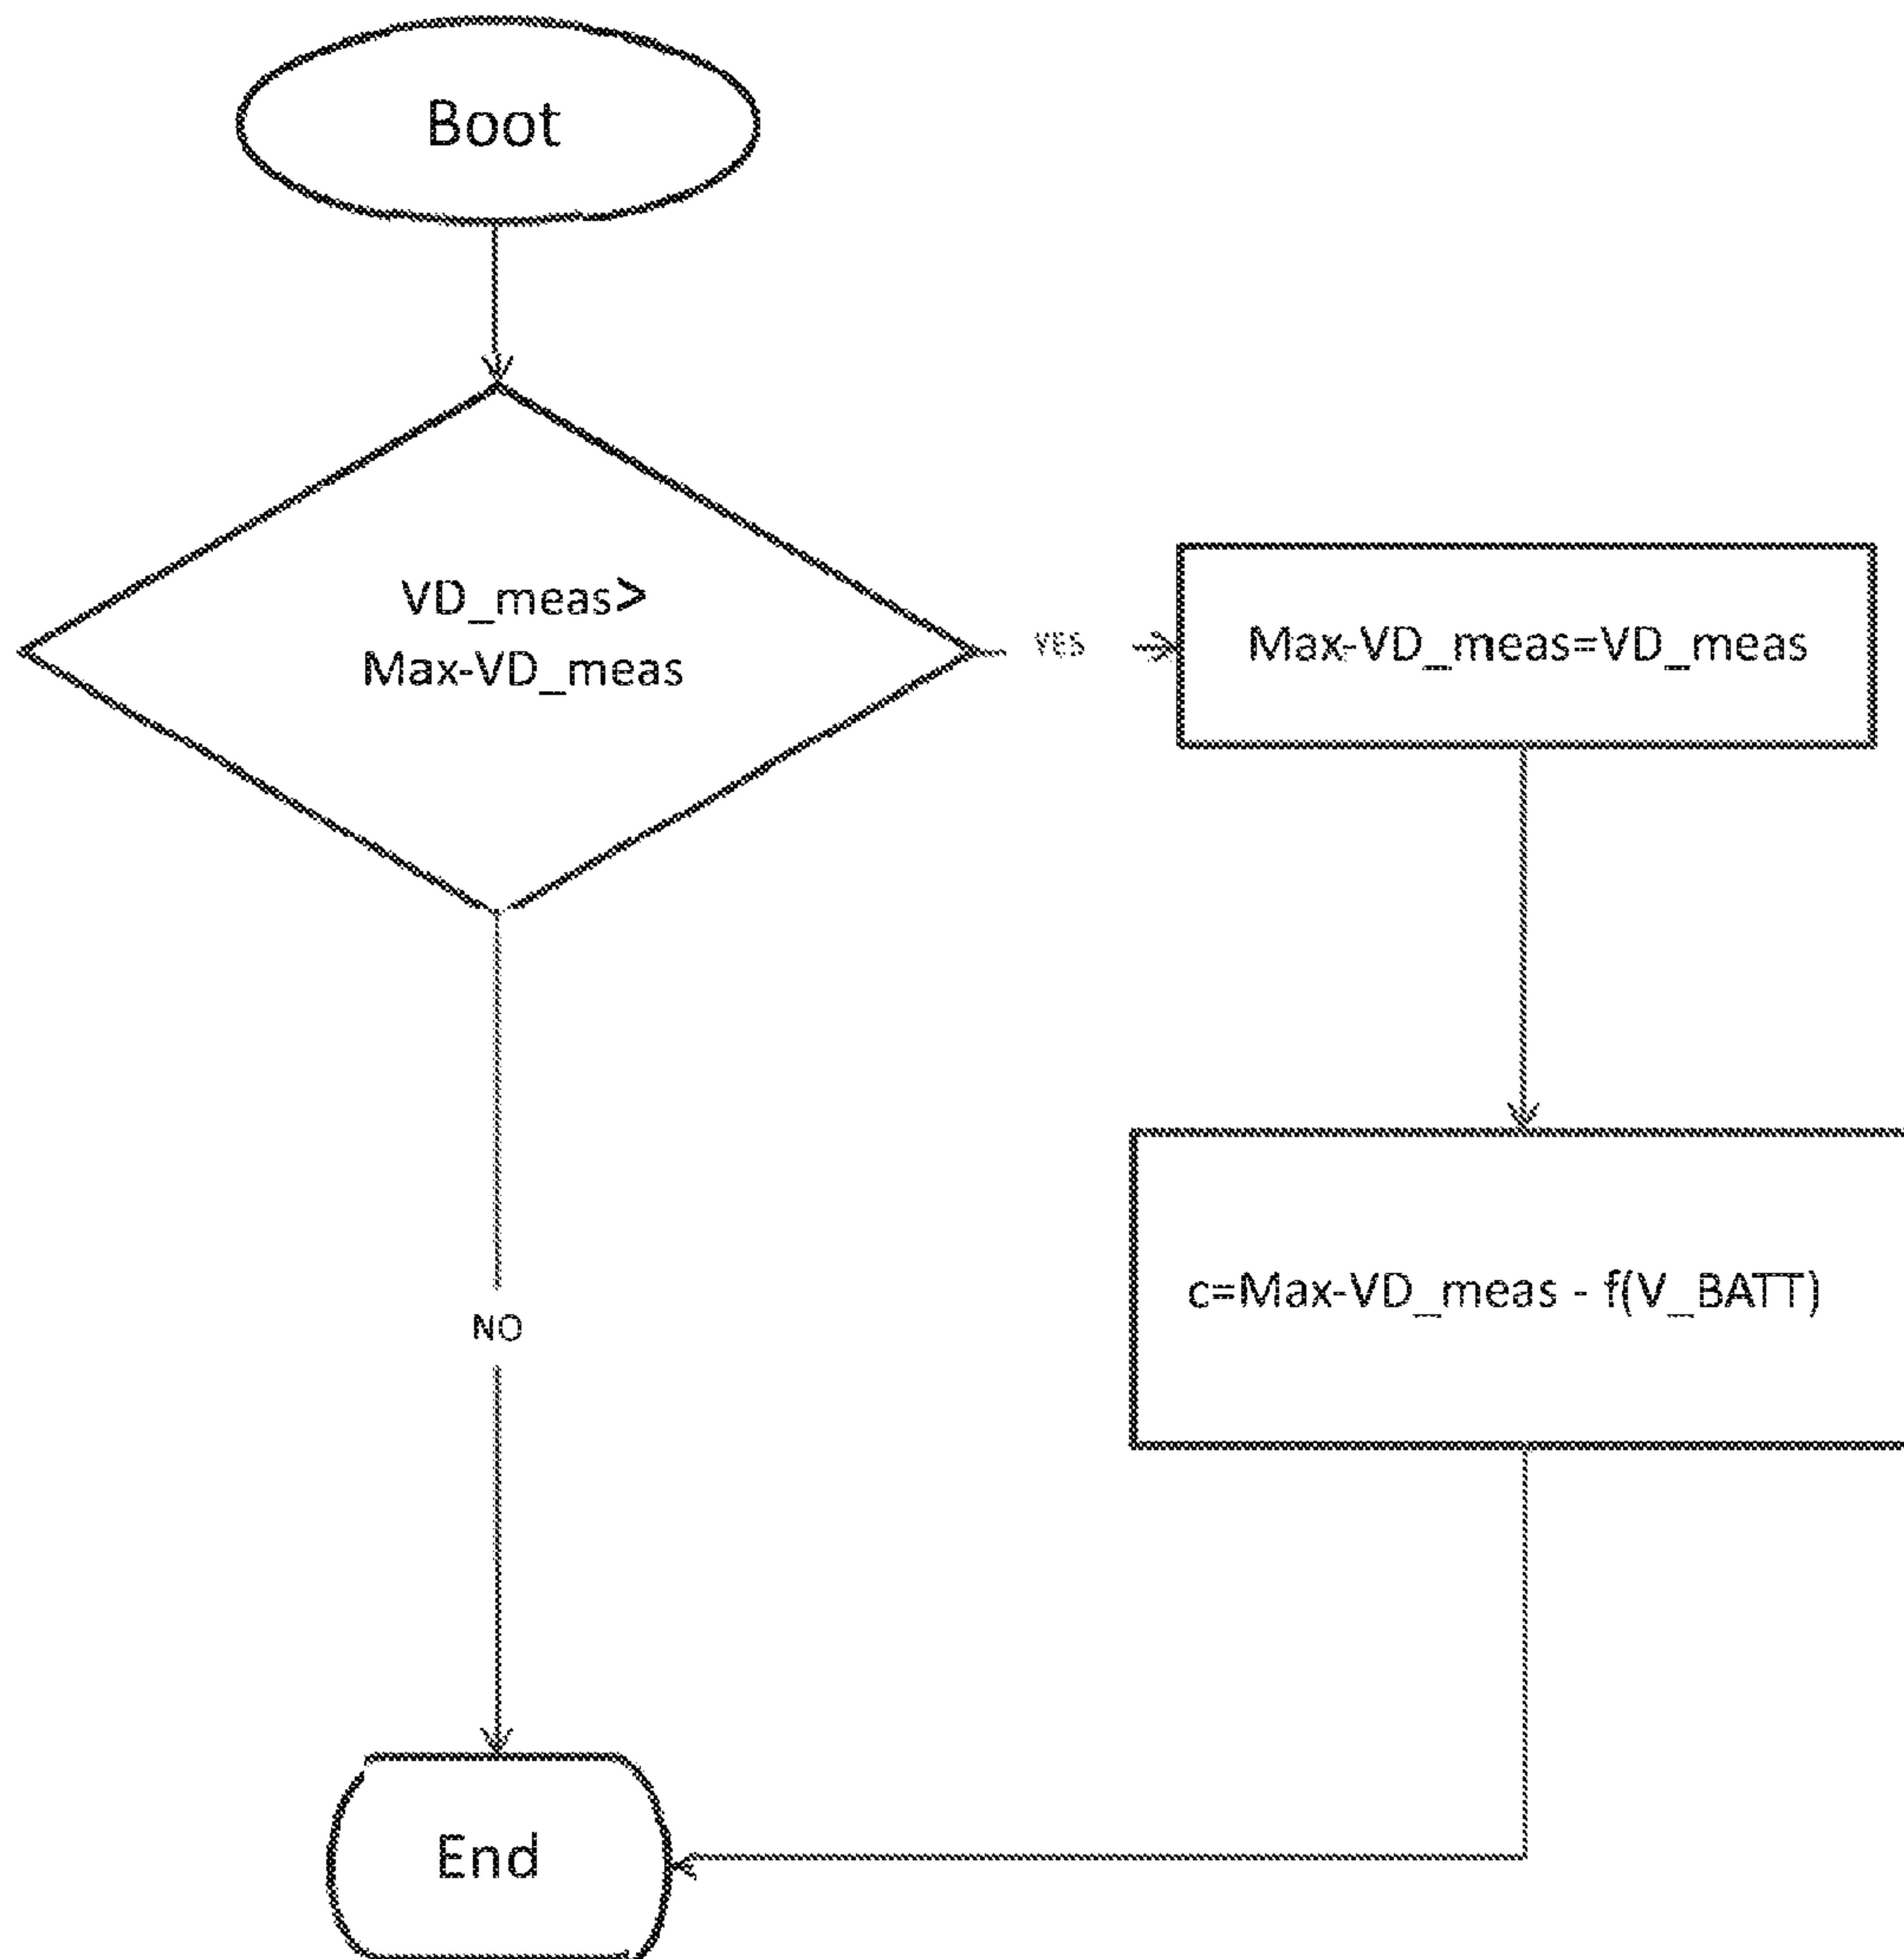 Boot
VD_meas>
Max-VD_meas
YES
Max-VD_meas=VD_meas
c=Max-VD_meas - f(V_BATT)
NO
End